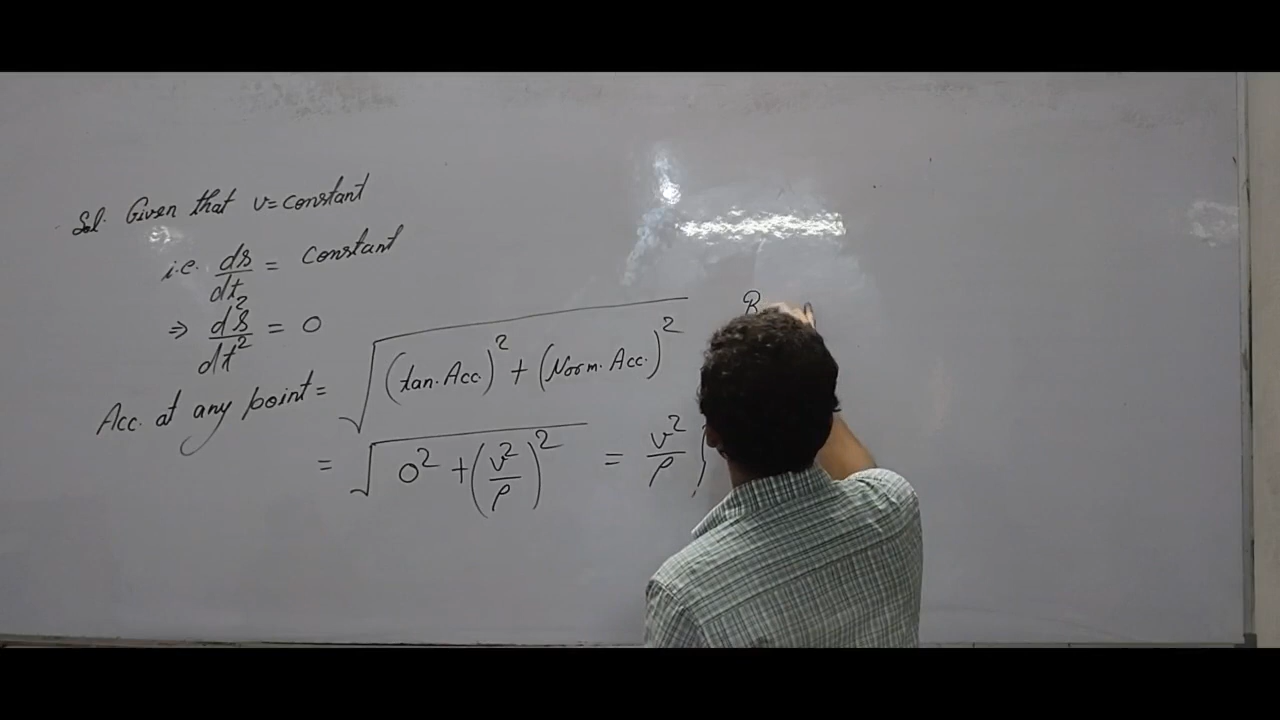 Sol. Given that v = constant
i.e. ds/dt = constant
⇒ d²s/dt² = 0
Acc. at any point = √((tan. Acc.)² + (Norm. Acc.)²)
= √(0² + (v²/ρ)²) = v²/ρ